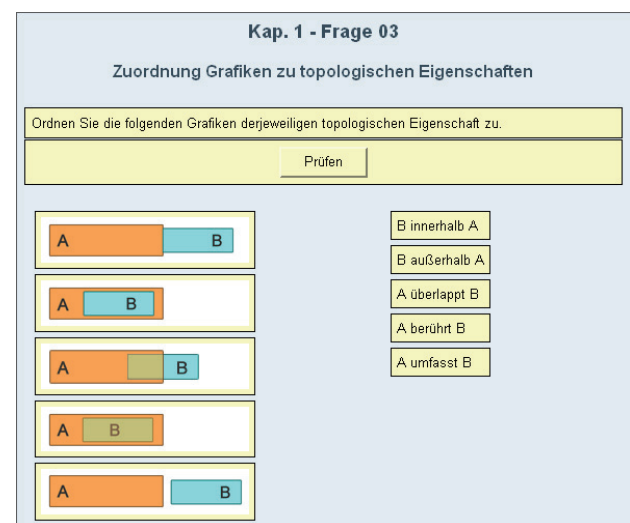 Kap. 1 - Frage 03
Zuordnung Grafiken zu topologischen Eigenschaften
Ordnen Sie die folgenden Grafiken derjeweiligen topologischen Eigenschaft zu.
Prüfen
A B
B innerhalb A
B außerhalb A
A B
A überlappt B
A berührt B
A B
A umfasst B
A B
A B